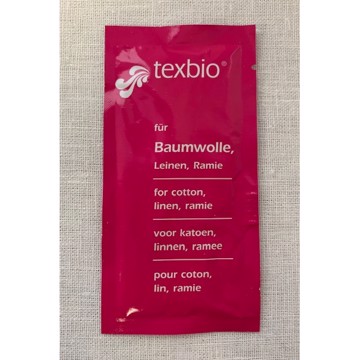 texbio®
für
Baumwolle,
Leinen, Ramie
for cotton,
linen, ramie
voor katoen,
linnen, ramee
pour coton,
lin, ramie